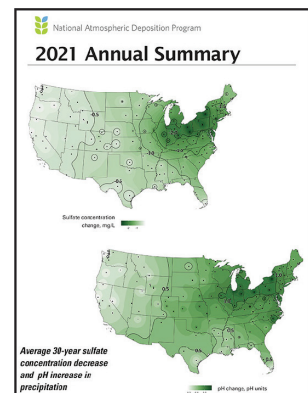 National Atmospheric Deposition Program
2021 Annual Summary
Sulfate concentration
change, mg/L
Average 30-year sulfate
concentration decrease
and pH increase in
precipitation
pH change, pH units